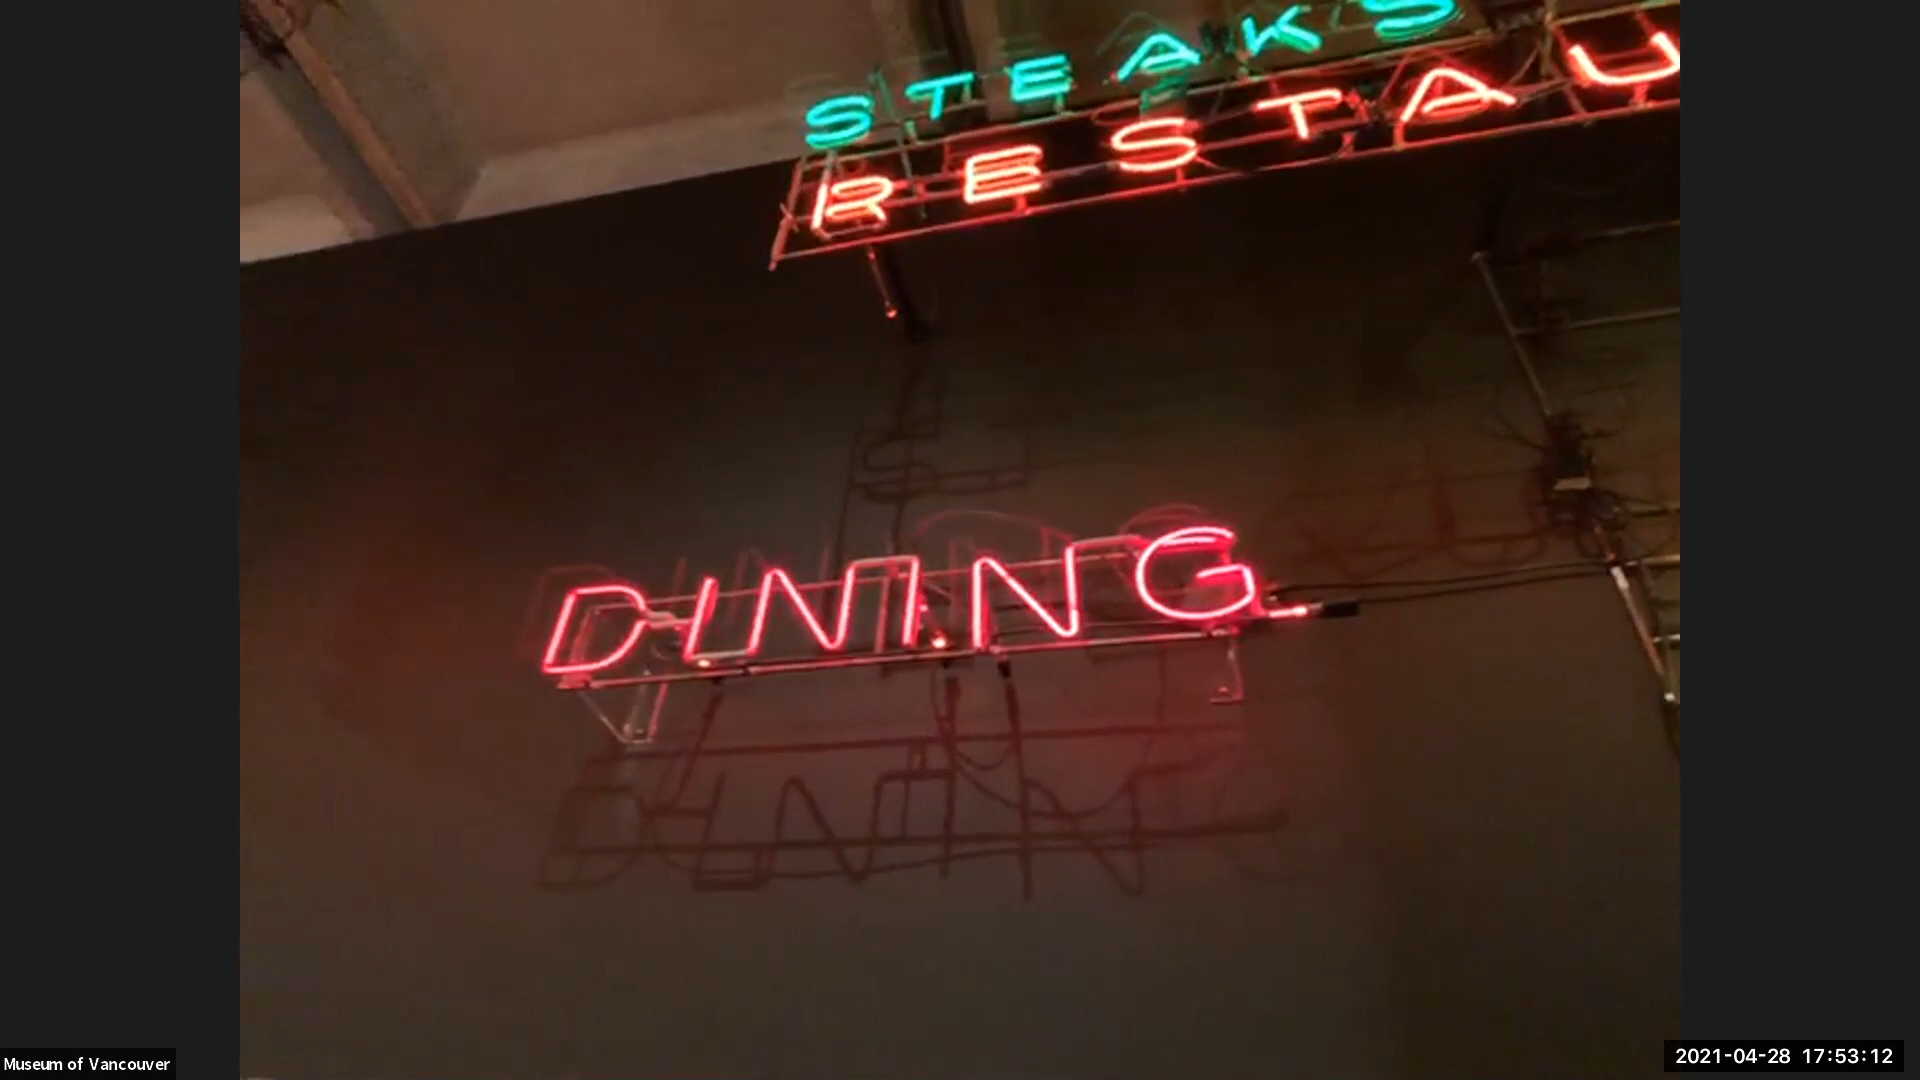 STEAKS
RESTAU
DINING
Museum of Vancouver
2021-04-28 17:53:12